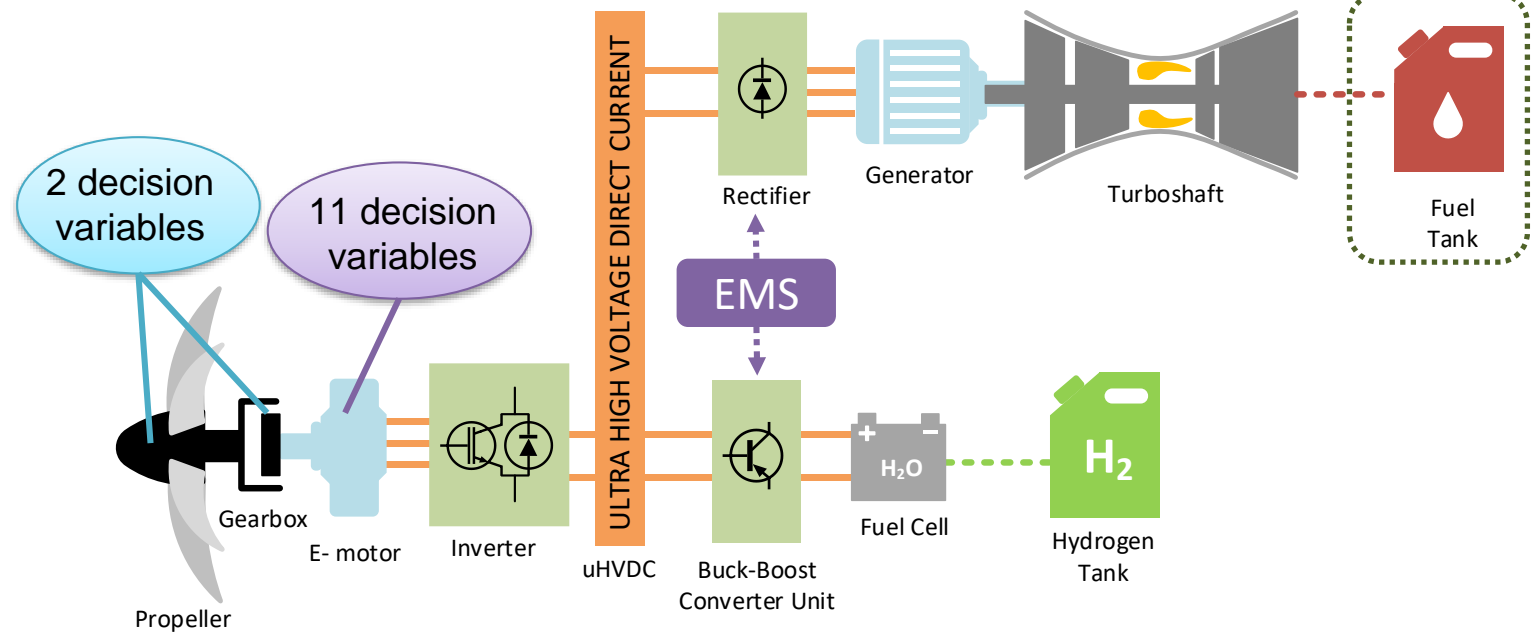 2 decision
variables
11 decision
variables
ULTRA HIGH VOLTAGE DIRECT CURRENT
Rectifier
Generator
Turboshaft
Fuel
Tank
EMS
+
−
H₂O
H₂
Gearbox
E- motor
Inverter
uHVDC
Buck-Boost
Converter Unit
Fuel Cell
Hydrogen
Tank
Propeller